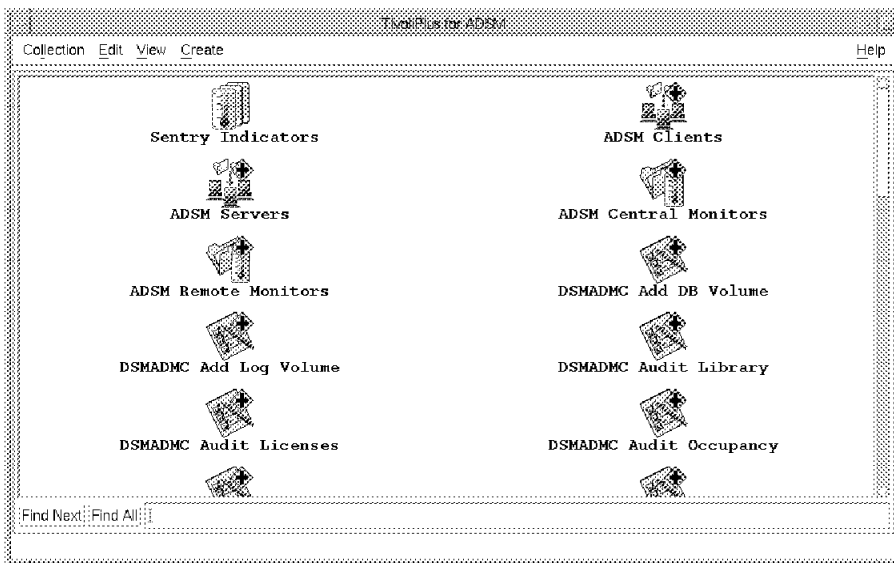 TivoliPlus for ADSM
Collection Edit View Create Help
Sentry Indicators
ADSM Clients
ADSM Servers
ADSM Central Monitors
ADSM Remote Monitors
DSMADMC Add DB Volume
DSMADMC Add Log Volume
DSMADMC Audit Library
DSMADMC Audit Licenses
DSMADMC Audit Occupancy
Find Next Find All